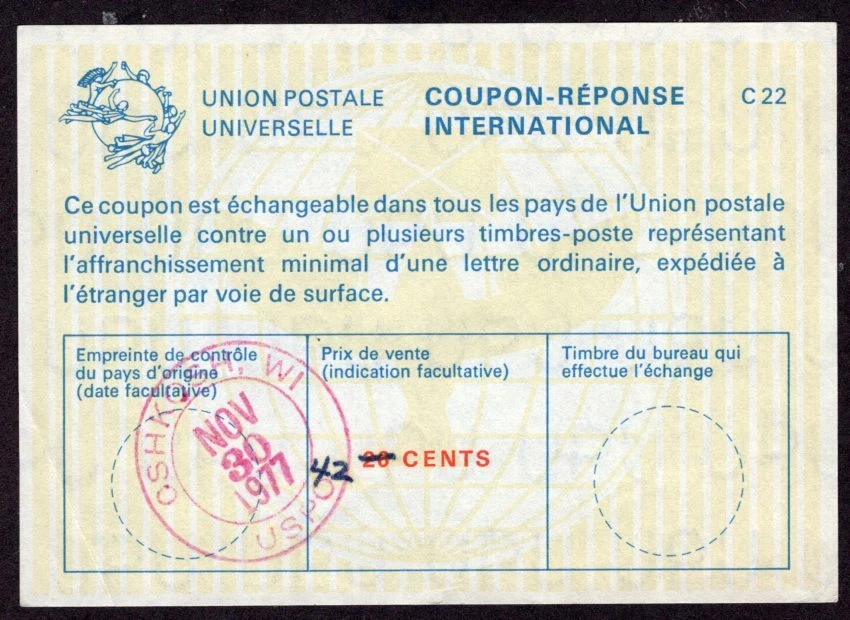 UNION POSTALE UNIVERSELLE
COUPON-RÉPONSE INTERNATIONAL
C 22
Ce coupon est échangeable dans tous les pays de l'Union postale
universelle contre un ou plusieurs timbres-poste représentant
l'affranchissement minimal d'une lettre ordinaire, expédiée à
l'étranger par voie de surface.
Empreinte de contrôle
du pays d'origine
(date facultative)
OSHKOSH, WI
NOV
30
1977
USPO
Prix de vente
(indication facultative)
42 26 CENTS
Timbre du bureau qui
effectue l'échange